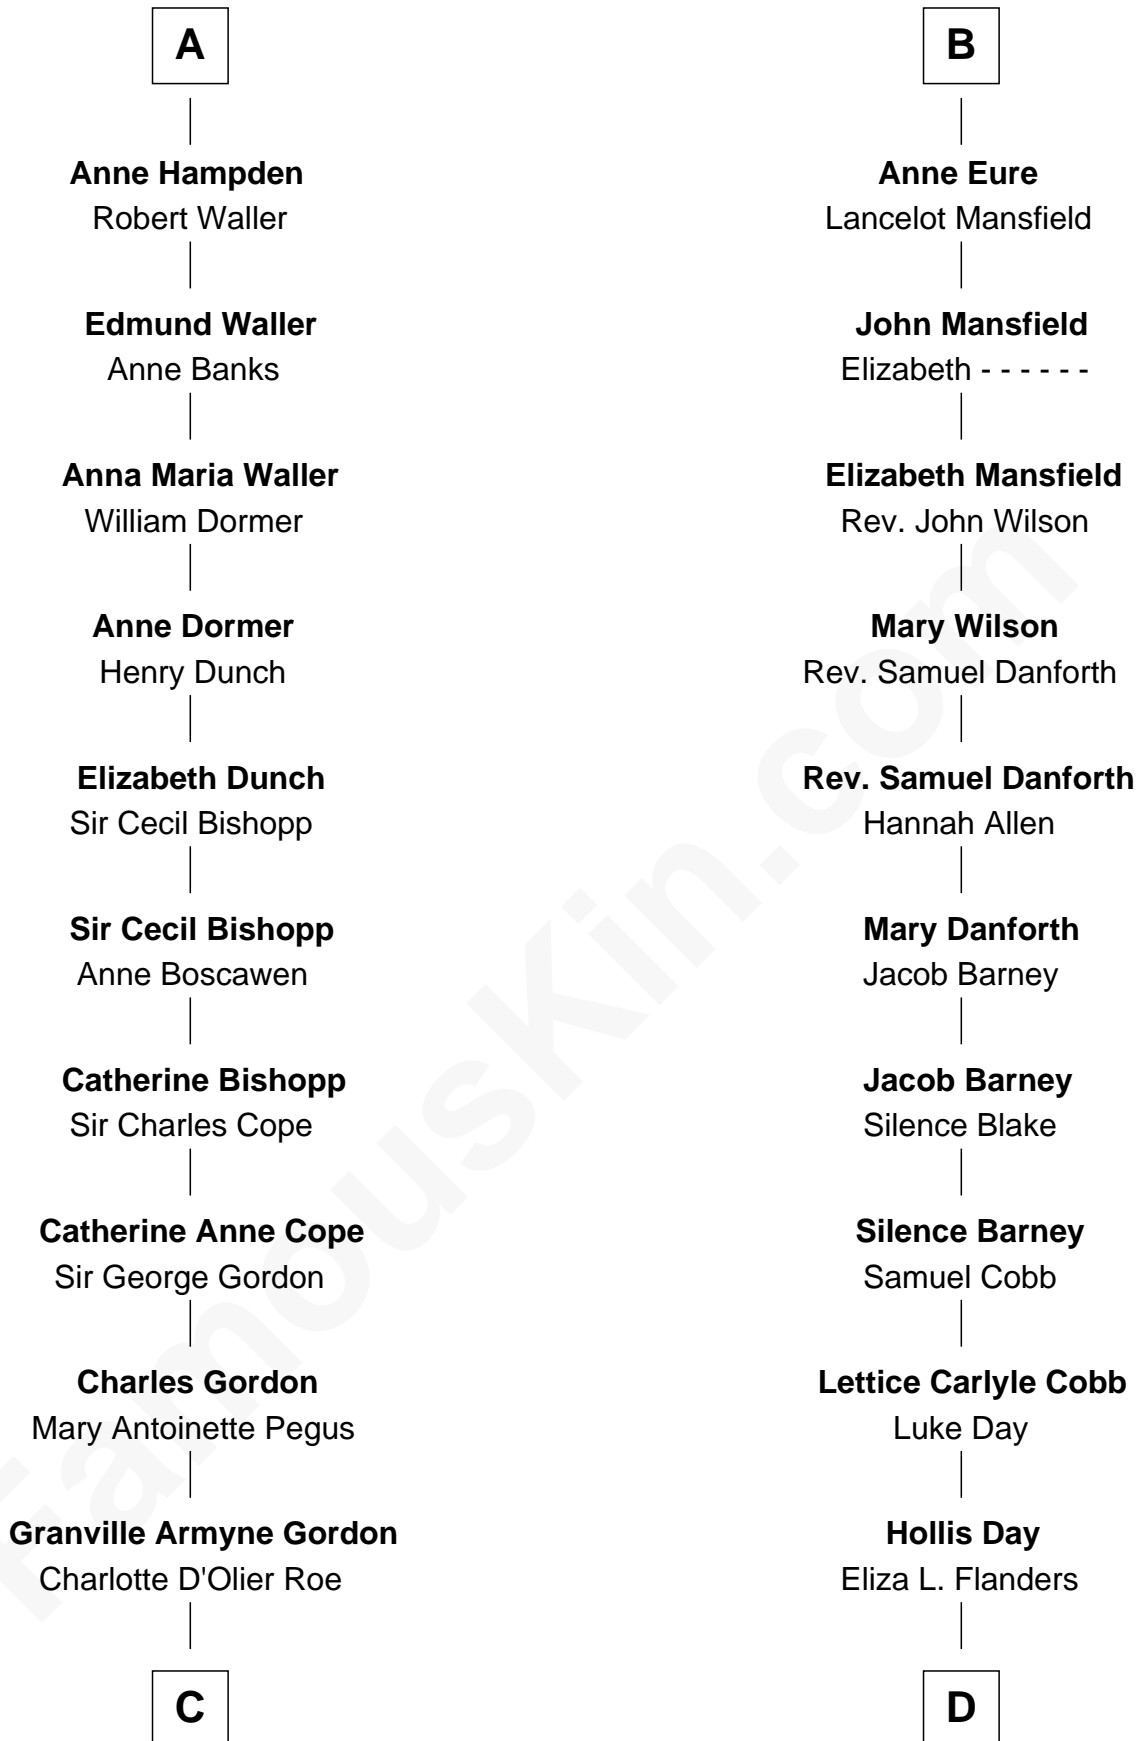 A
Anne Hampden
Robert Waller
Edmund Waller
Anne Banks
Anna Maria Waller
William Dormer
Anne Dormer
Henry Dunch
Elizabeth Dunch
Sir Cecil Bishopp
Sir Cecil Bishopp
Anne Boscawen
Catherine Bishopp
Sir Charles Cope
Catherine Anne Cope
Sir George Gordon
Charles Gordon
Mary Antoinette Pegus
Granville Armyne Gordon
Charlotte D'Olier Roe
C
B
Anne Eure
Lancelot Mansfield
John Mansfield
Elizabeth - - - - - -
Elizabeth Mansfield
Rev. John Wilson
Mary Wilson
Rev. Samuel Danforth
Rev. Samuel Danforth
Hannah Allen
Mary Danforth
Jacob Barney
Jacob Barney
Silence Blake
Silence Barney
Samuel Cobb
Lettice Carlyle Cobb
Luke Day
Hollis Day
Eliza L. Flanders
D
FamousKin.com